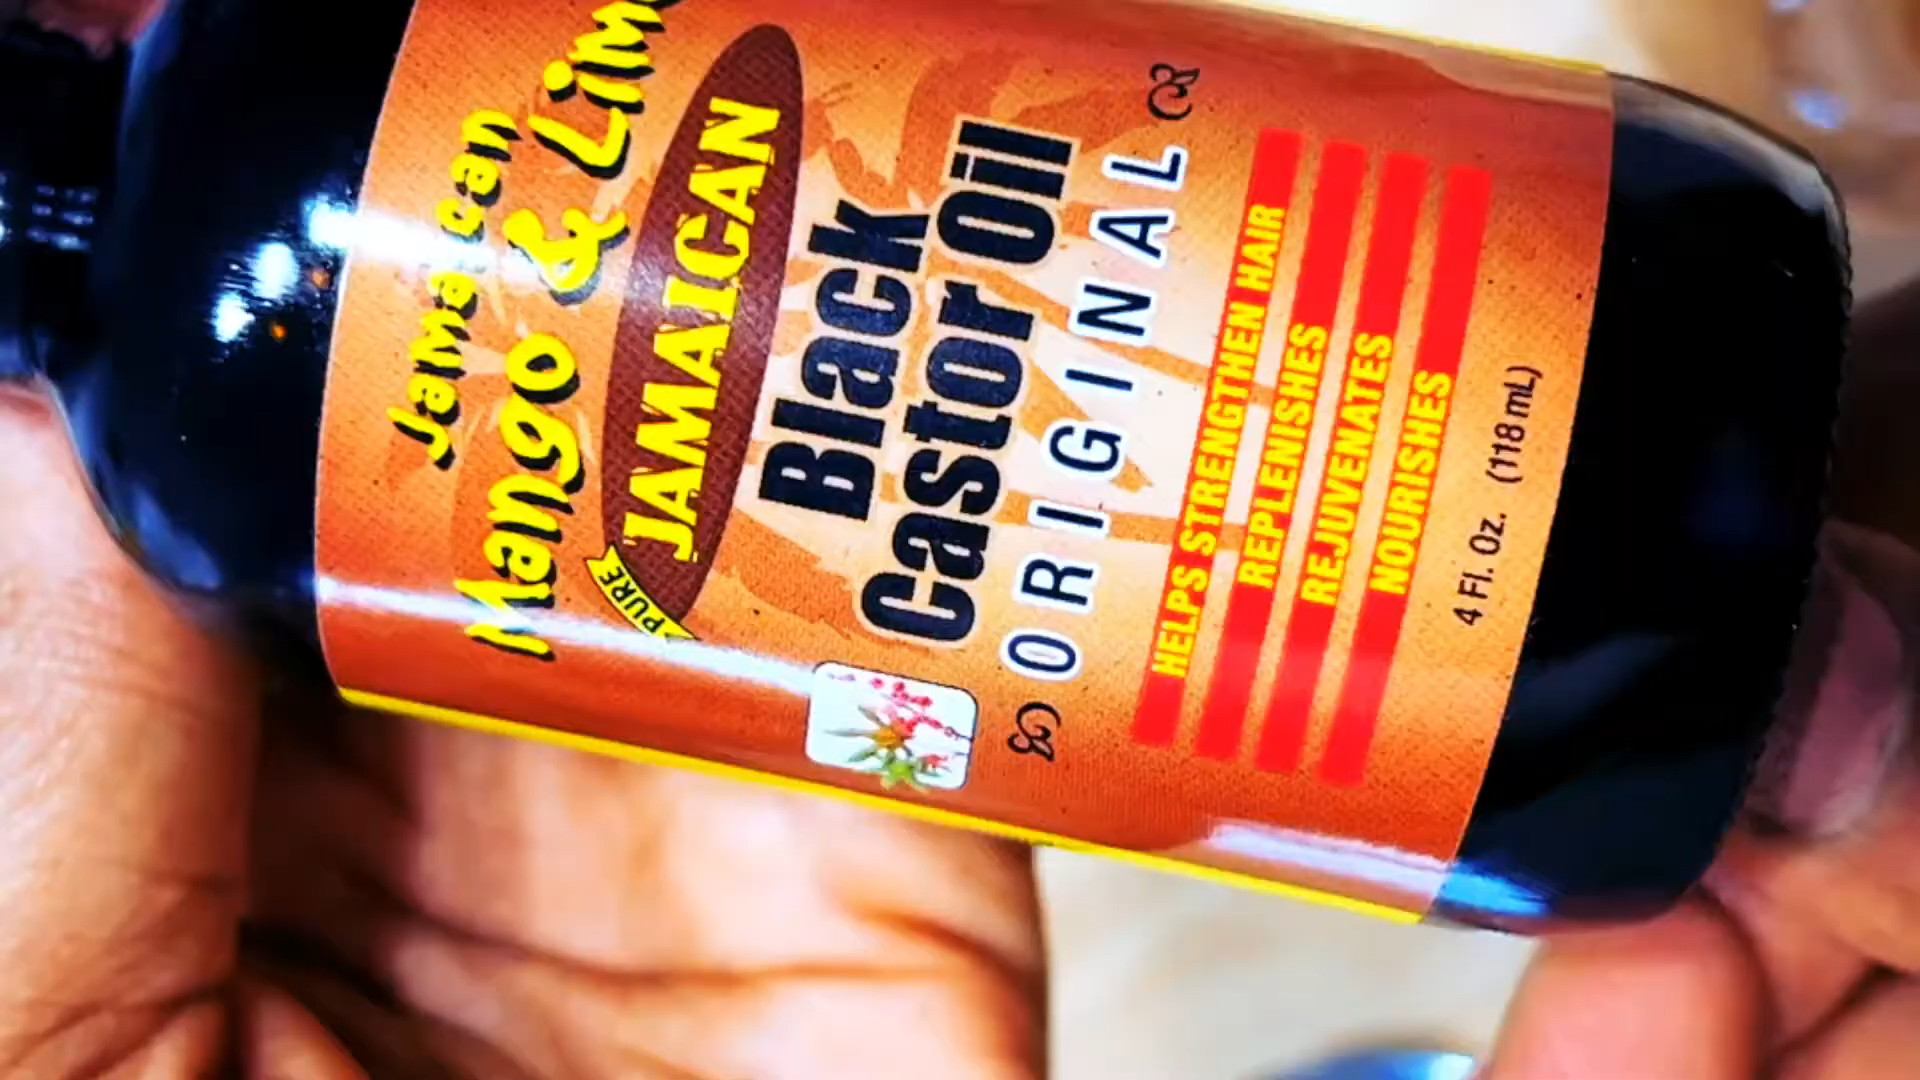 Jamaican
Mango & Lime
PURE
JAMAICAN
Black
Castor Oil
ORIGINAL
HELPS STRENGTHEN HAIR
REPLENISHES
REJUVENATES
NOURISHES
4 Fl. Oz. (118 mL)